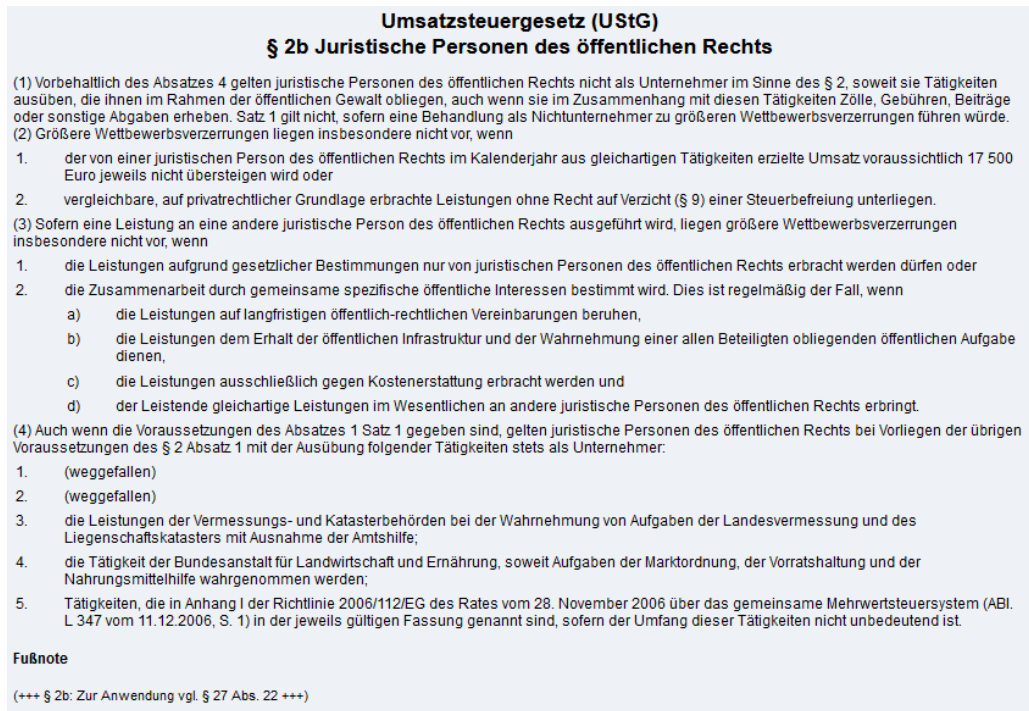 Umsatzsteuergesetz (UStG)
§ 2b Juristische Personen des öffentlichen Rechts
(1) Vorbehaltlich des Absatzes 4 gelten juristische Personen des öffentlichen Rechts nicht als Unternehmer im Sinne des § 2, soweit sie Tätigkeiten
ausüben, die ihnen im Rahmen der öffentlichen Gewalt obliegen, auch wenn sie im Zusammenhang mit diesen Tätigkeiten Zölle, Gebühren, Beiträge
oder sonstige Abgaben erheben. Satz 1 gilt nicht, sofern eine Behandlung als Nichtunternehmer zu größeren Wettbewerbsverzerrungen führen würde.
(2) Größere Wettbewerbsverzerrungen liegen insbesondere nicht vor, wenn
1. der von einer juristischen Person des öffentlichen Rechts im Kalenderjahr aus gleichartigen Tätigkeiten erzielte Umsatz voraussichtlich 17 500
Euro jeweils nicht übersteigen wird oder
2. vergleichbare, auf privatrechtlicher Grundlage erbrachte Leistungen ohne Recht auf Verzicht (§ 9) einer Steuerbefreiung unterliegen.
(3) Sofern eine Leistung an eine andere juristische Person des öffentlichen Rechts ausgeführt wird, liegen größere Wettbewerbsverzerrungen
insbesondere nicht vor, wenn
1. die Leistungen aufgrund gesetzlicher Bestimmungen nur von juristischen Personen des öffentlichen Rechts erbracht werden dürfen oder
2. die Zusammenarbeit durch gemeinsame spezifische öffentliche Interessen bestimmt wird. Dies ist regelmäßig der Fall, wenn
a) die Leistungen auf langfristigen öffentlich-rechtlichen Vereinbarungen beruhen,
b) die Leistungen dem Erhalt der öffentlichen Infrastruktur und der Wahrnehmung einer allen Beteiligten obliegenden öffentlichen Aufgabe
dienen,
c) die Leistungen ausschließlich gegen Kostenerstattung erbracht werden und
d) der Leistende gleichartige Leistungen im Wesentlichen an andere juristische Personen des öffentlichen Rechts erbringt.
(4) Auch wenn die Voraussetzungen des Absatzes 1 Satz 1 gegeben sind, gelten juristische Personen des öffentlichen Rechts bei Vorliegen der übrigen
Voraussetzungen des § 2 Absatz 1 mit der Ausübung folgender Tätigkeiten stets als Unternehmer:
1. (weggefallen)
2. (weggefallen)
3. die Leistungen der Vermessungs- und Katasterbehörden bei der Wahrnehmung von Aufgaben der Landesvermessung und des
Liegenschaftskatasters mit Ausnahme der Amtshilfe;
4. die Tätigkeit der Bundesanstalt für Landwirtschaft und Ernährung, soweit Aufgaben der Marktordnung, der Vorratshaltung und der
Nahrungsmittelhilfe wahrgenommen werden;
5. Tätigkeiten, die in Anhang I der Richtlinie 2006/112/EG des Rates vom 28. November 2006 über das gemeinsame Mehrwertsteuersystem (ABl.
L 347 vom 11.12.2006, S. 1) in der jeweils gültigen Fassung genannt sind, sofern der Umfang dieser Tätigkeiten nicht unbedeutend ist.
Fußnote
(+++ § 2b: Zur Anwendung vgl. § 27 Abs. 22 +++)